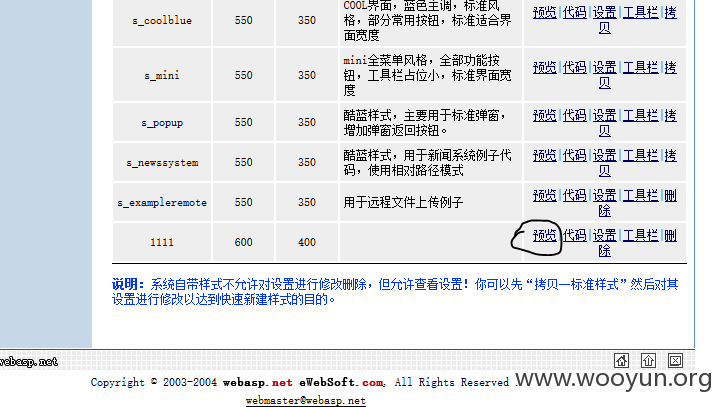 COOL界面，蓝色主调，标准风
s_coolblue 550 350 格，部分常用按钮，标准适合界 预览|代码|设置|工具栏|拷
面宽度 贝
mini全菜单风格，全部功能按
s_mini 550 350 钮，工具栏占位小，标准界面宽 预览|代码|设置|工具栏|拷
度 贝
s_popup 550 350 酷蓝样式，主要用于标准弹窗， 预览|代码|设置|工具栏|拷
增加弹窗返回按钮。 贝
s_newssystem 550 350 酷蓝样式，用于新闻系统例子代 预览|代码|设置|工具栏|拷
码，使用相对路径模式 贝
s_exampleremote 550 350 用于远程文件上传例子 预览|代码|设置|工具栏|删
除
1111 600 400 预览|代码|设置|工具栏|删
除
说明：系统自带样式不允许对设置进行修改删除，但允许查看设置！你可以先“拷贝一标准样式”然后对其
设置进行修改以达到快速新建样式的目的。
webasp.net
Copyright © 2003-2004 webasp.net eWebSoft.com, All Rights Reserved
www.wooyun.org
webmaster@webasp.net